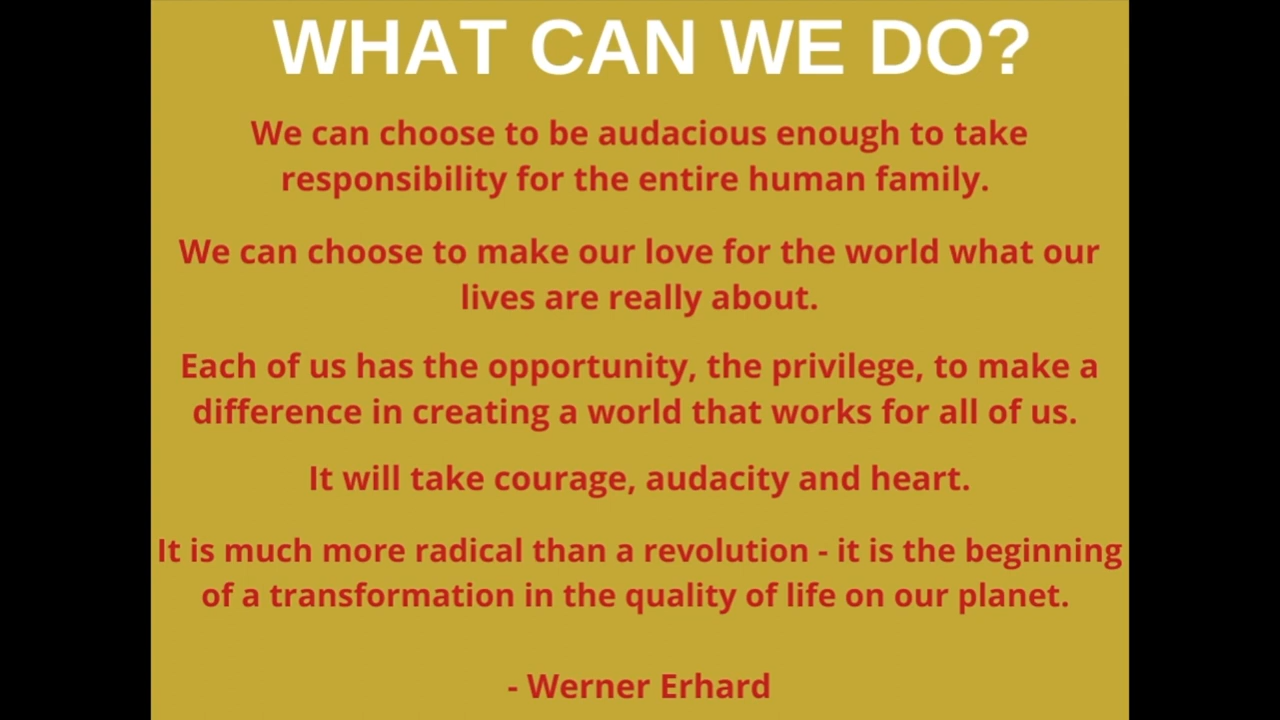 WHAT CAN WE DO?
We can choose to be audacious enough to take
responsibility for the entire human family.
We can choose to make our love for the world what our
lives are really about.
Each of us has the opportunity, the privilege, to make a
difference in creating a world that works for all of us.
It will take courage, audacity and heart.
It is much more radical than a revolution - it is the beginning
of a transformation in the quality of life on our planet.
- Werner Erhard